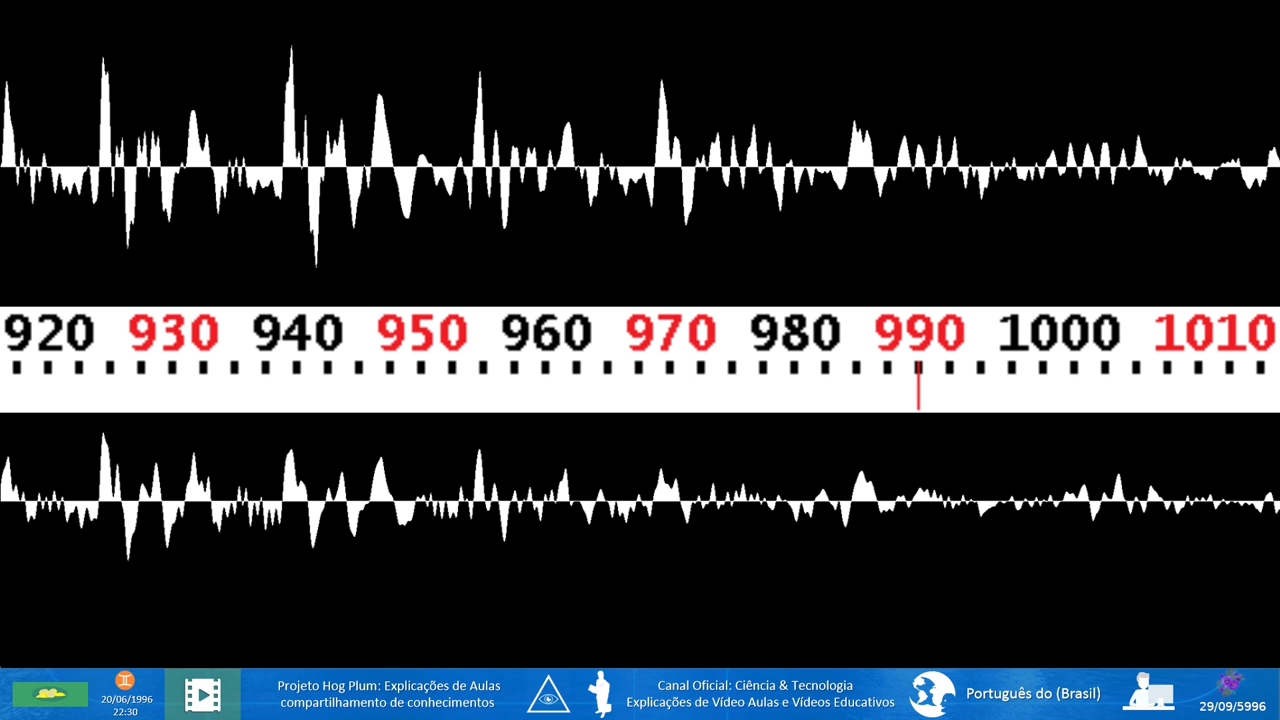 920 930 940 950 960 970 980 990 1000 1010
20/06/1996
22:30
Projeto Hog Plum: Explicações de Aulas
compartilhamento de conhecimentos
Canal Oficial: Ciência & Tecnologia
Explicações de Vídeo Aulas e Vídeos Educativos
Português do (Brasil)
29/09/5996